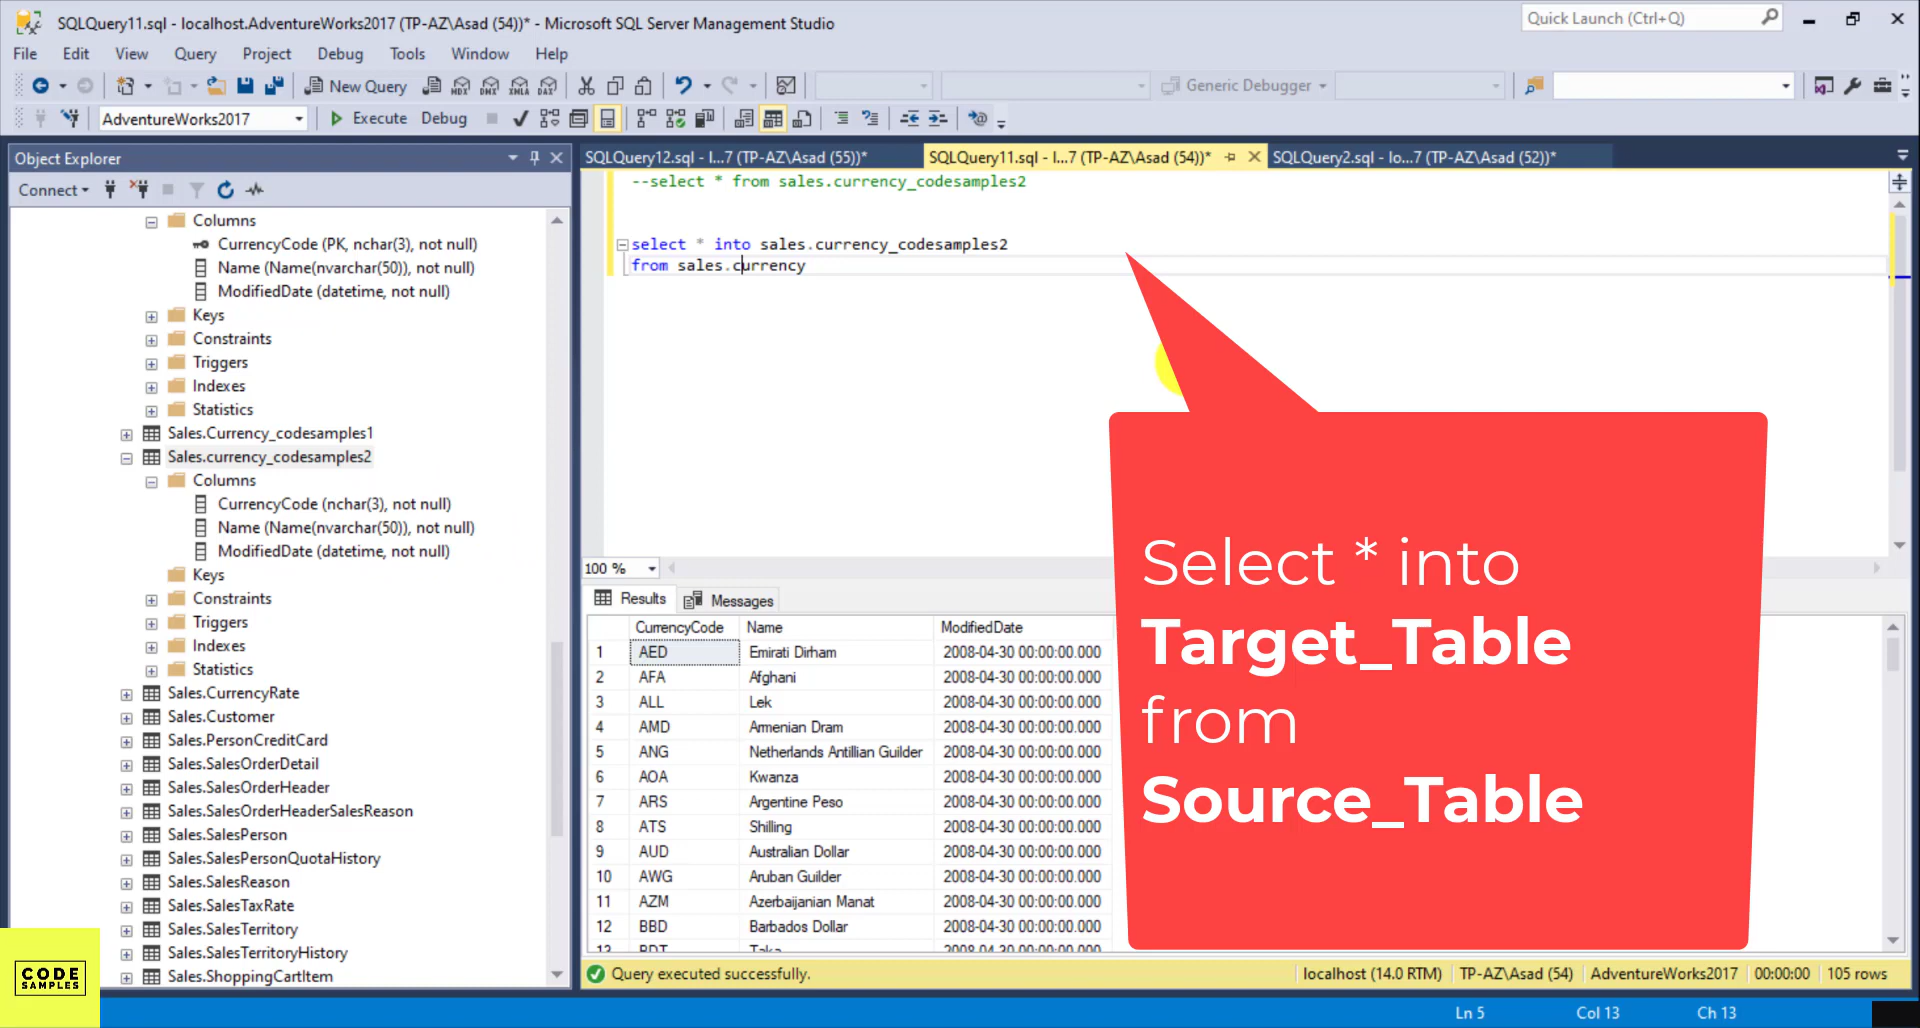 SQLQuery11.sql - localhost.AdventureWorks2017 (TP-AZ\Asad (54))* - Microsoft SQL Server Management Studio
Quick Launch (Ctrl+Q)
File Edit View Query Project Debug Tools Window Help
New Query MDX DMX XMLA DAX Generic Debugger
AdventureWorks2017 Execute Debug
Object Explorer
Connect
Columns
CurrencyCode (PK, nchar(3), not null)
Name (Name(nvarchar(50)), not null)
ModifiedDate (datetime, not null)
Keys
Constraints
Triggers
Indexes
Statistics
Sales.Currency_codesamples1
Sales.currency_codesamples2
Columns
CurrencyCode (nchar(3), not null)
Name (Name(nvarchar(50)), not null)
ModifiedDate (datetime, not null)
Keys
Constraints
Triggers
Indexes
Statistics
Sales.CurrencyRate
Sales.Customer
Sales.PersonCreditCard
Sales.SalesOrderDetail
Sales.SalesOrderHeader
Sales.SalesOrderHeaderSalesReason
Sales.SalesPerson
Sales.SalesPersonQuotaHistory
Sales.SalesReason
Sales.SalesTaxRate
Sales.SalesTerritory
Sales.SalesTerritoryHistory
Sales.ShoppingCartItem
CODE
SAMPLES
SQLQuery12.sql - l...7 (TP-AZ\Asad (55))* SQLQuery11.sql - l...7 (TP-AZ\Asad (54))* SQLQuery2.sql - lo...7 (TP-AZ\Asad (52))*
--select * from sales.currency_codesamples2
select * into sales.currency_codesamples2
from sales.currency
Select * into
Target_Table
from
Source_Table
100 %
Results Messages
CurrencyCode Name ModifiedDate
1 AED Emirati Dirham 2008-04-30 00:00:00.000
2 AFA Afghani 2008-04-30 00:00:00.000
3 ALL Lek 2008-04-30 00:00:00.000
4 AMD Armenian Dram 2008-04-30 00:00:00.000
5 ANG Netherlands Antillian Guilder 2008-04-30 00:00:00.000
6 AOA Kwanza 2008-04-30 00:00:00.000
7 ARS Argentine Peso 2008-04-30 00:00:00.000
8 ATS Shilling 2008-04-30 00:00:00.000
9 AUD Australian Dollar 2008-04-30 00:00:00.000
10 AWG Aruban Guilder 2008-04-30 00:00:00.000
11 AZM Azerbaijanian Manat 2008-04-30 00:00:00.000
12 BBD Barbados Dollar 2008-04-30 00:00:00.000
13 BDT Taka 2008-04-30 00:00:00.000
Query executed successfully. localhost (14.0 RTM) TP-AZ\Asad (54) AdventureWorks2017 00:00:00 105 rows
Ln 5 Col 13 Ch 13